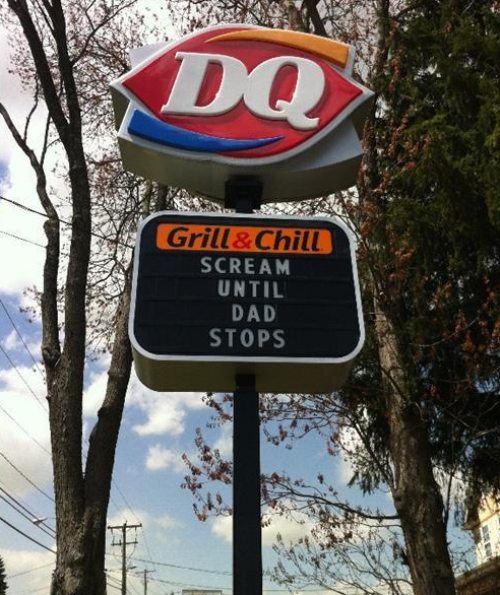 DQ
Grill & Chill
SCREAM
UNTIL
DAD
STOPS